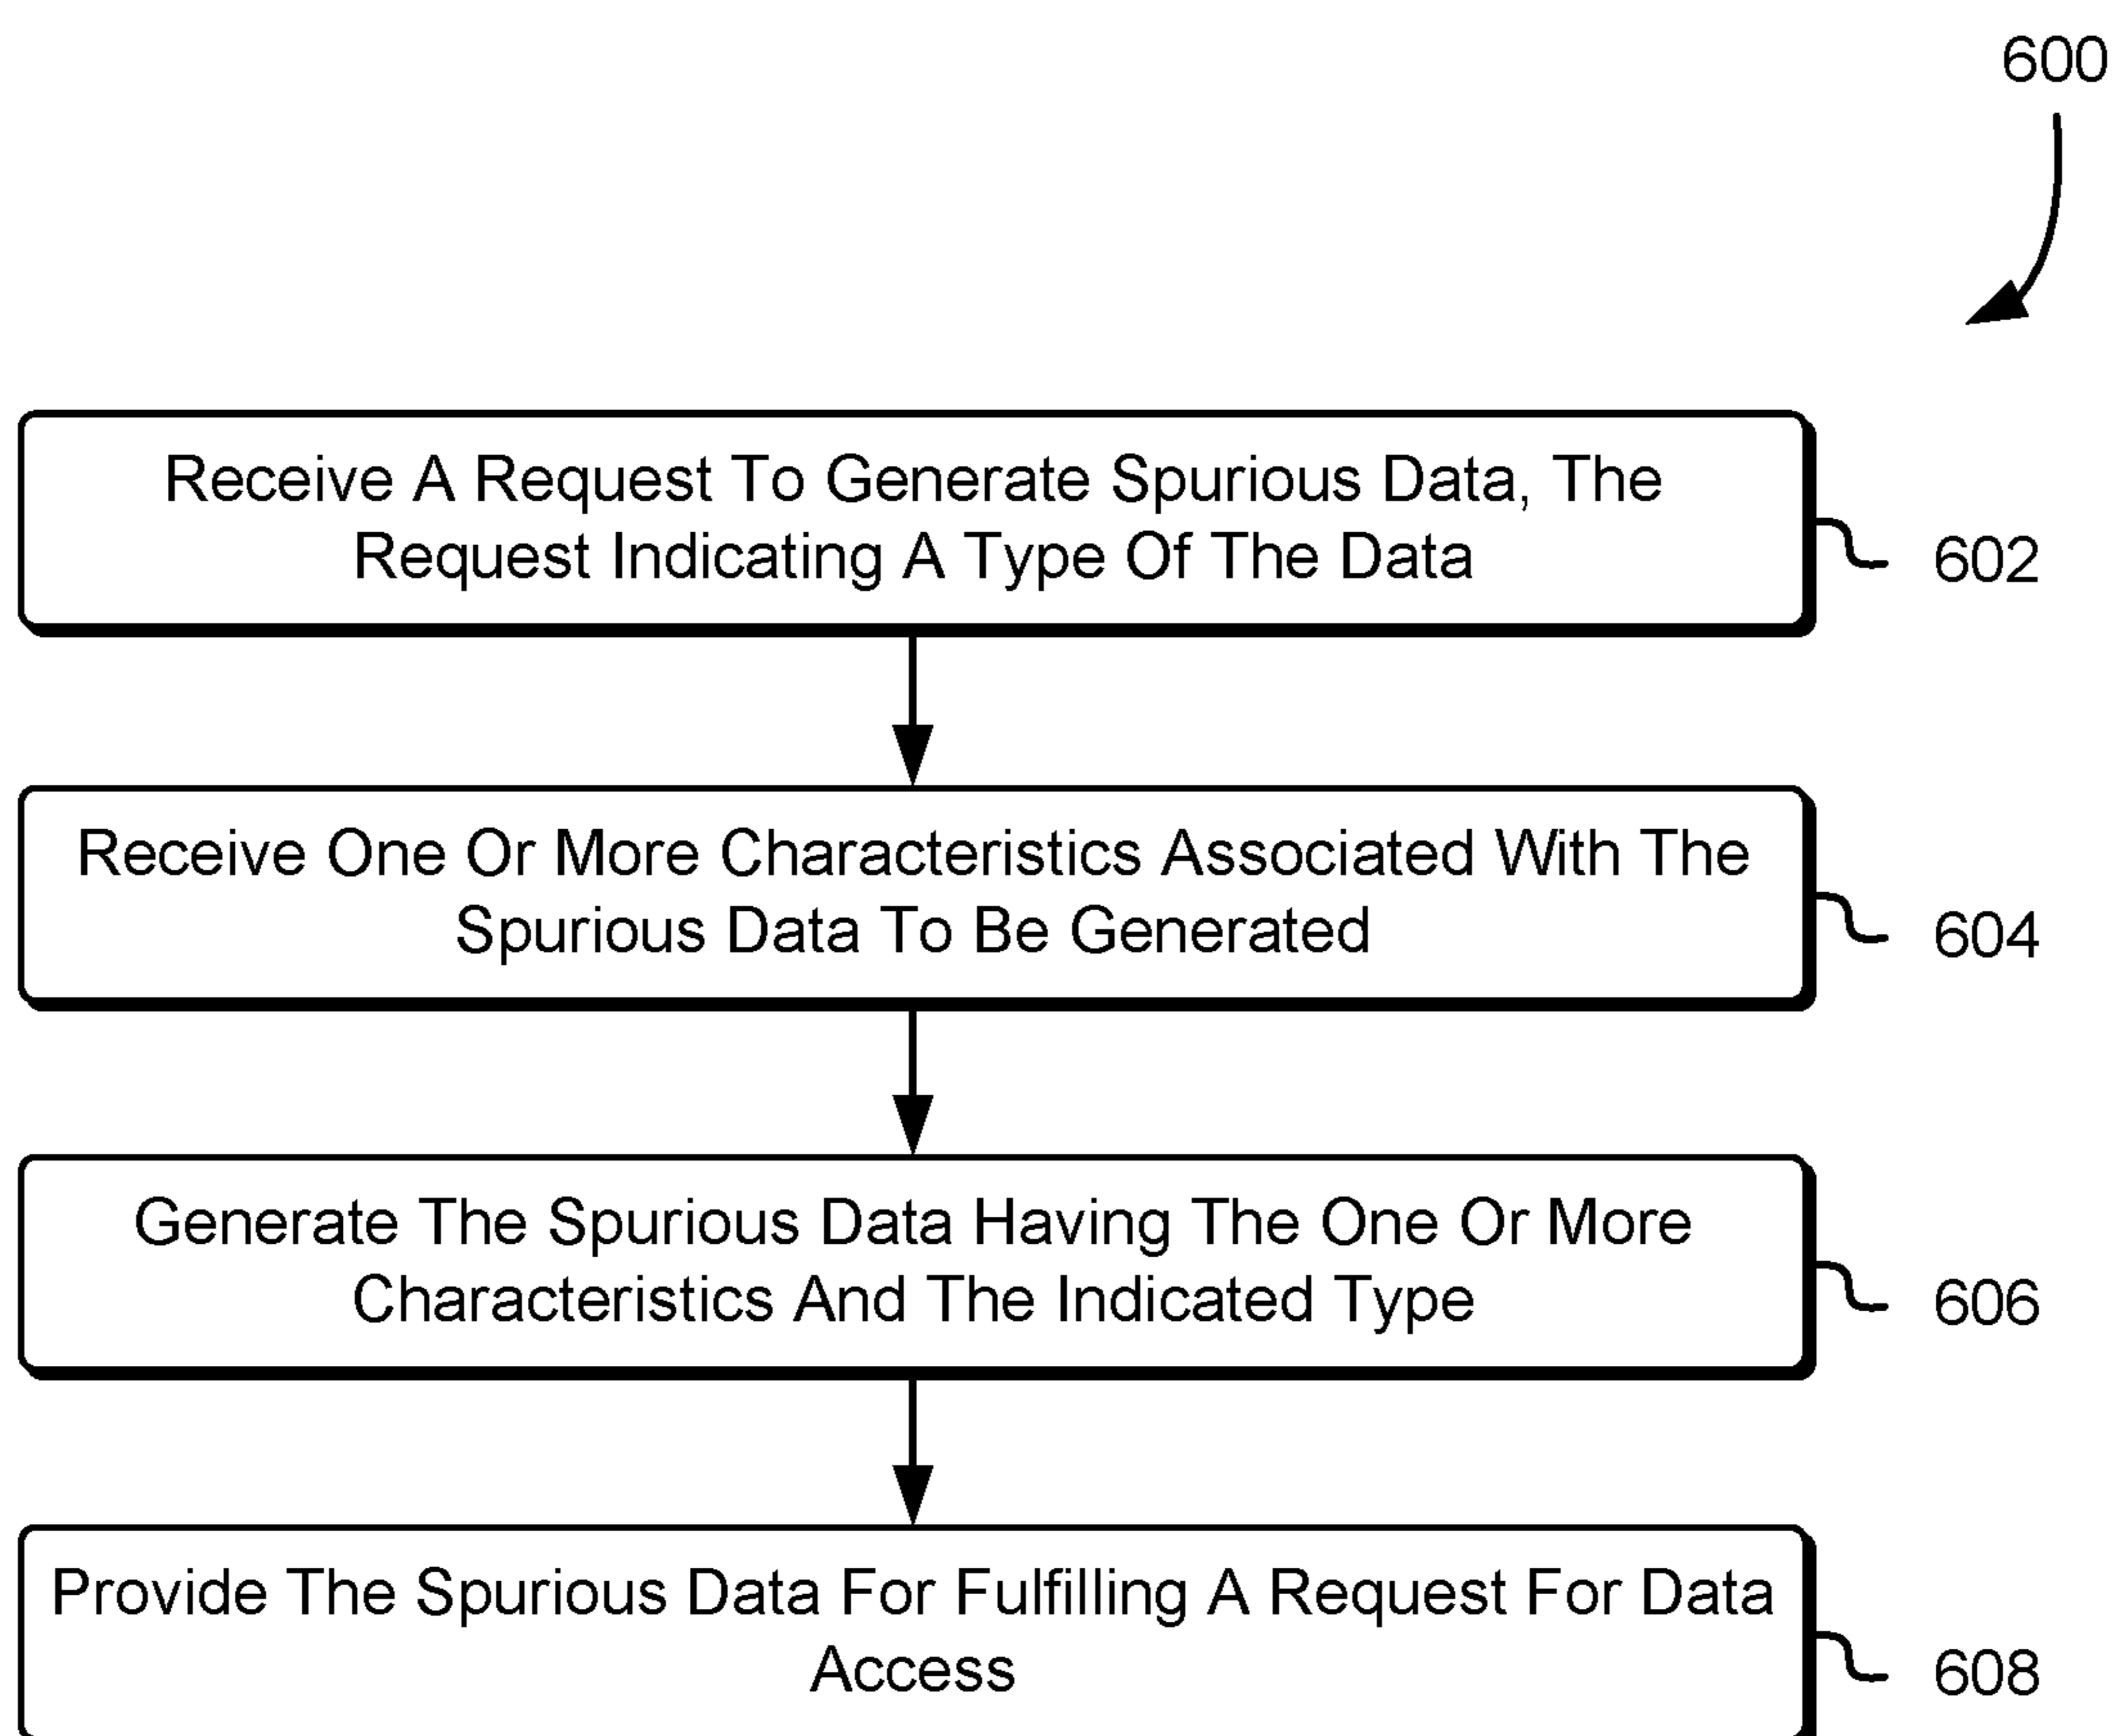 600
Receive A Request To Generate Spurious Data, The
Request Indicating A Type Of The Data
602
Receive One Or More Characteristics Associated With The
Spurious Data To Be Generated
604
Generate The Spurious Data Having The One Or More
Characteristics And The Indicated Type
606
Provide The Spurious Data For Fulfilling A Request For Data
Access
608